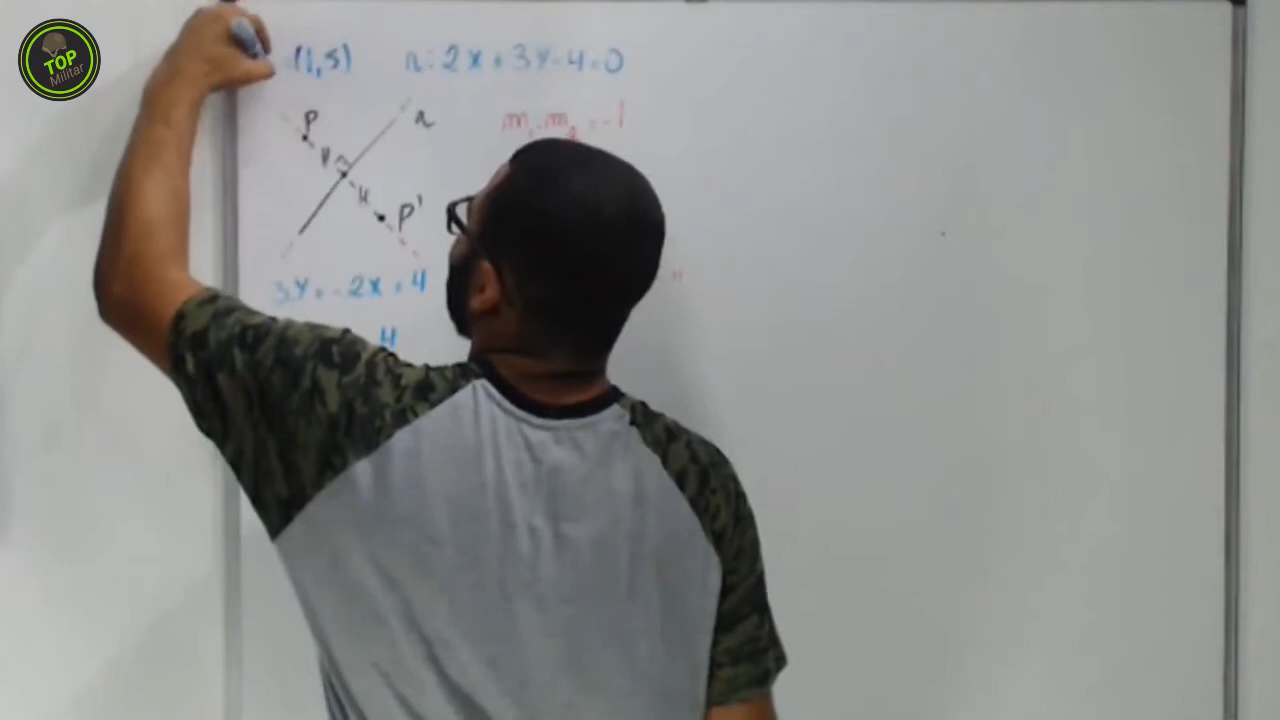 TOP
Militar
(1,5) r: 2x + 3y - 4 = 0
P
r
m₁ . m₂ = -1
P'
3y = -2x + 4
4